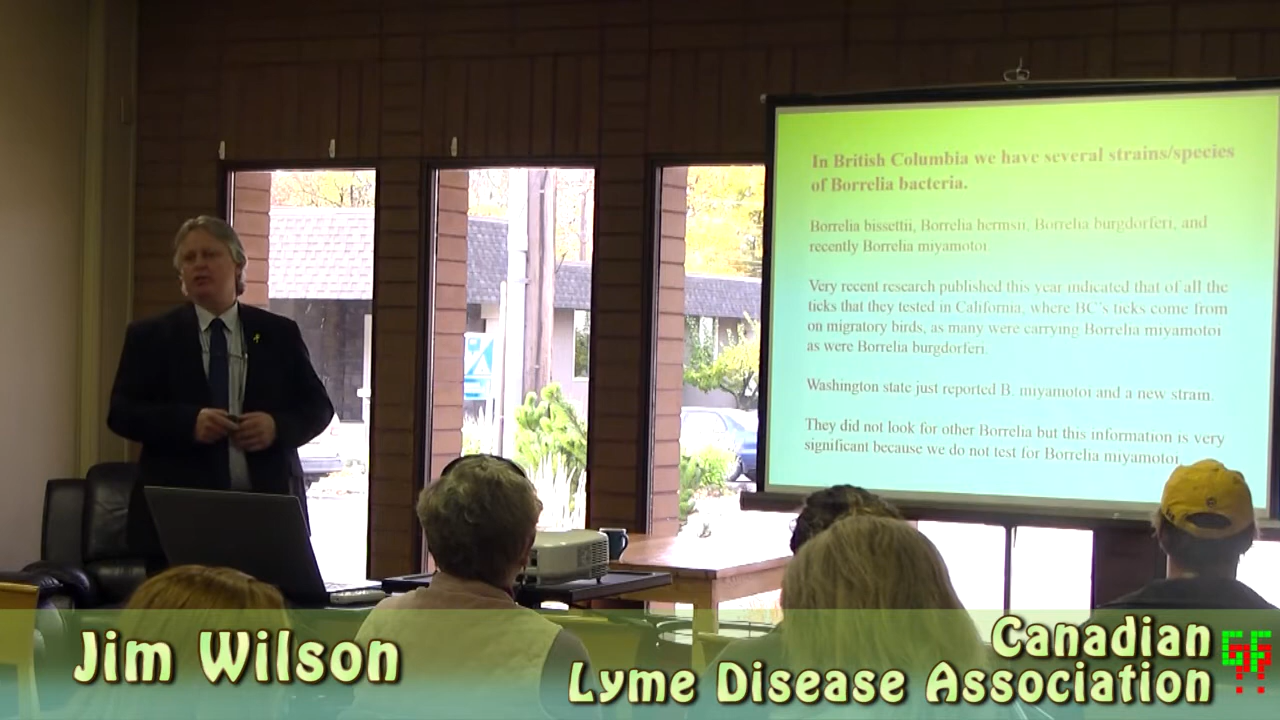 In British Columbia we have several strains/species
of Borrelia bacteria.
Borrelia bissettii, Borrelia hermsii, Borrelia burgdorferi, and
recently Borrelia miyamotoi.
Very recent research published this year indicated that of all the
ticks that they tested in California, where BC's ticks come from
on migratory birds, as many were carrying Borrelia miyamotoi
as were Borrelia burgdorferi.
Washington state just reported B. miyamotoi and a new strain.
They did not look for other Borrelia but this information is very
significant because we do not test for Borrelia miyamotoi.
Jim Wilson
Canadian
Lyme Disease Association